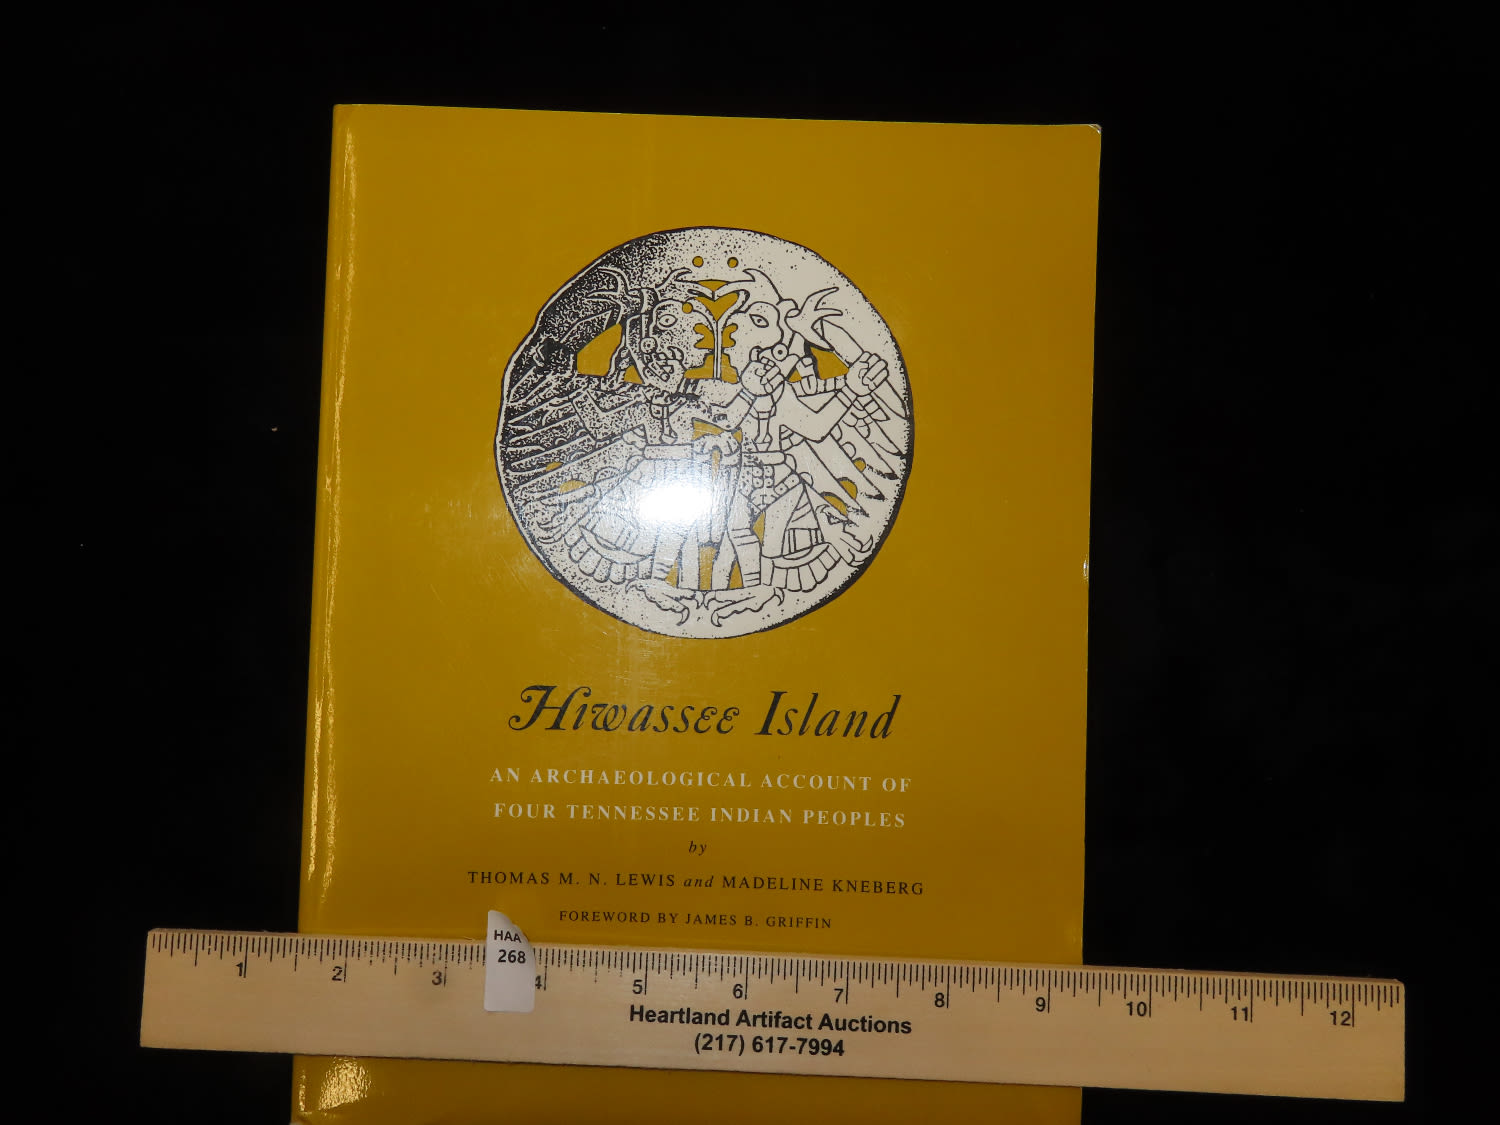 Hiwassee Island
AN ARCHAEOLOGICAL ACCOUNT OF
FOUR TENNESSEE INDIAN PEOPLES
by
THOMAS M. N. LEWIS and MADELINE KNEBERG
FOREWORD BY JAMES B. GRIFFIN
HAA
268
1 2 3 4 5 6 7 8 9 10 11 12
Heartland Artifact Auctions
(217) 617-7994